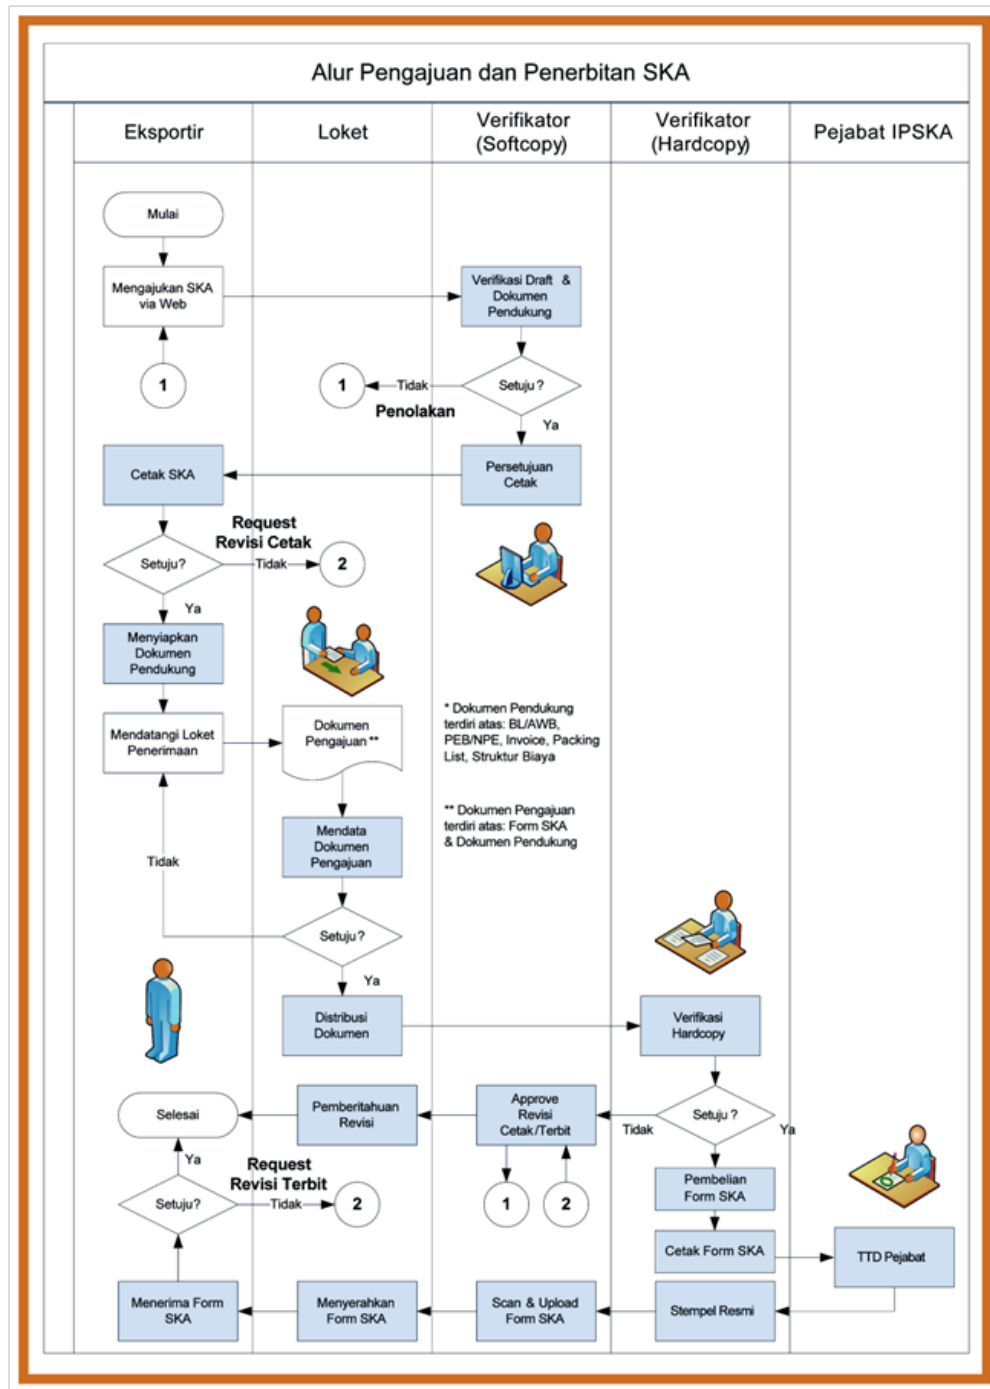 Alur Pengajuan dan Penerbitan SKA
Eksportir
Loket
Verifikator
(Softcopy)
Verifikator
(Hardcopy)
Pejabat IPSKA
Mulai
Mengajukan SKA
via Web
Verifikasi Draft &
Dokumen
Pendukung
1
1
Tidak
Setuju ?
Penolakan
Ya
Cetak SKA
Persetujuan
Cetak
Request
Revisi Cetak
Setuju?
Tidak
2
Ya
Menyiapkan
Dokumen
Pendukung
Mendatangi Loket
Penerimaan
Dokumen
Pengajuan **
* Dokumen Pendukung
terdiri atas: BL/AWB,
PEB/NPE, Invoice, Packing
List, Struktur Biaya
** Dokumen Pengajuan
terdiri atas: Form SKA
& Dokumen Pendukung
Mendata
Dokumen
Pengajuan
Tidak
Setuju ?
Ya
Distribusi
Dokumen
Verifikasi
Hardcopy
Selesai
Pemberitahuan
Revisi
Approve
Revisi
Cetak/Terbit
Tidak
Setuju ?
Ya
Ya
Request
Revisi Terbit
Setuju?
Tidak
2
1
2
Pembelian
Form SKA
Cetak Form SKA
TTD Pejabat
Menerima Form
SKA
Menyerahkan
Form SKA
Scan & Upload
Form SKA
Stempel Resmi